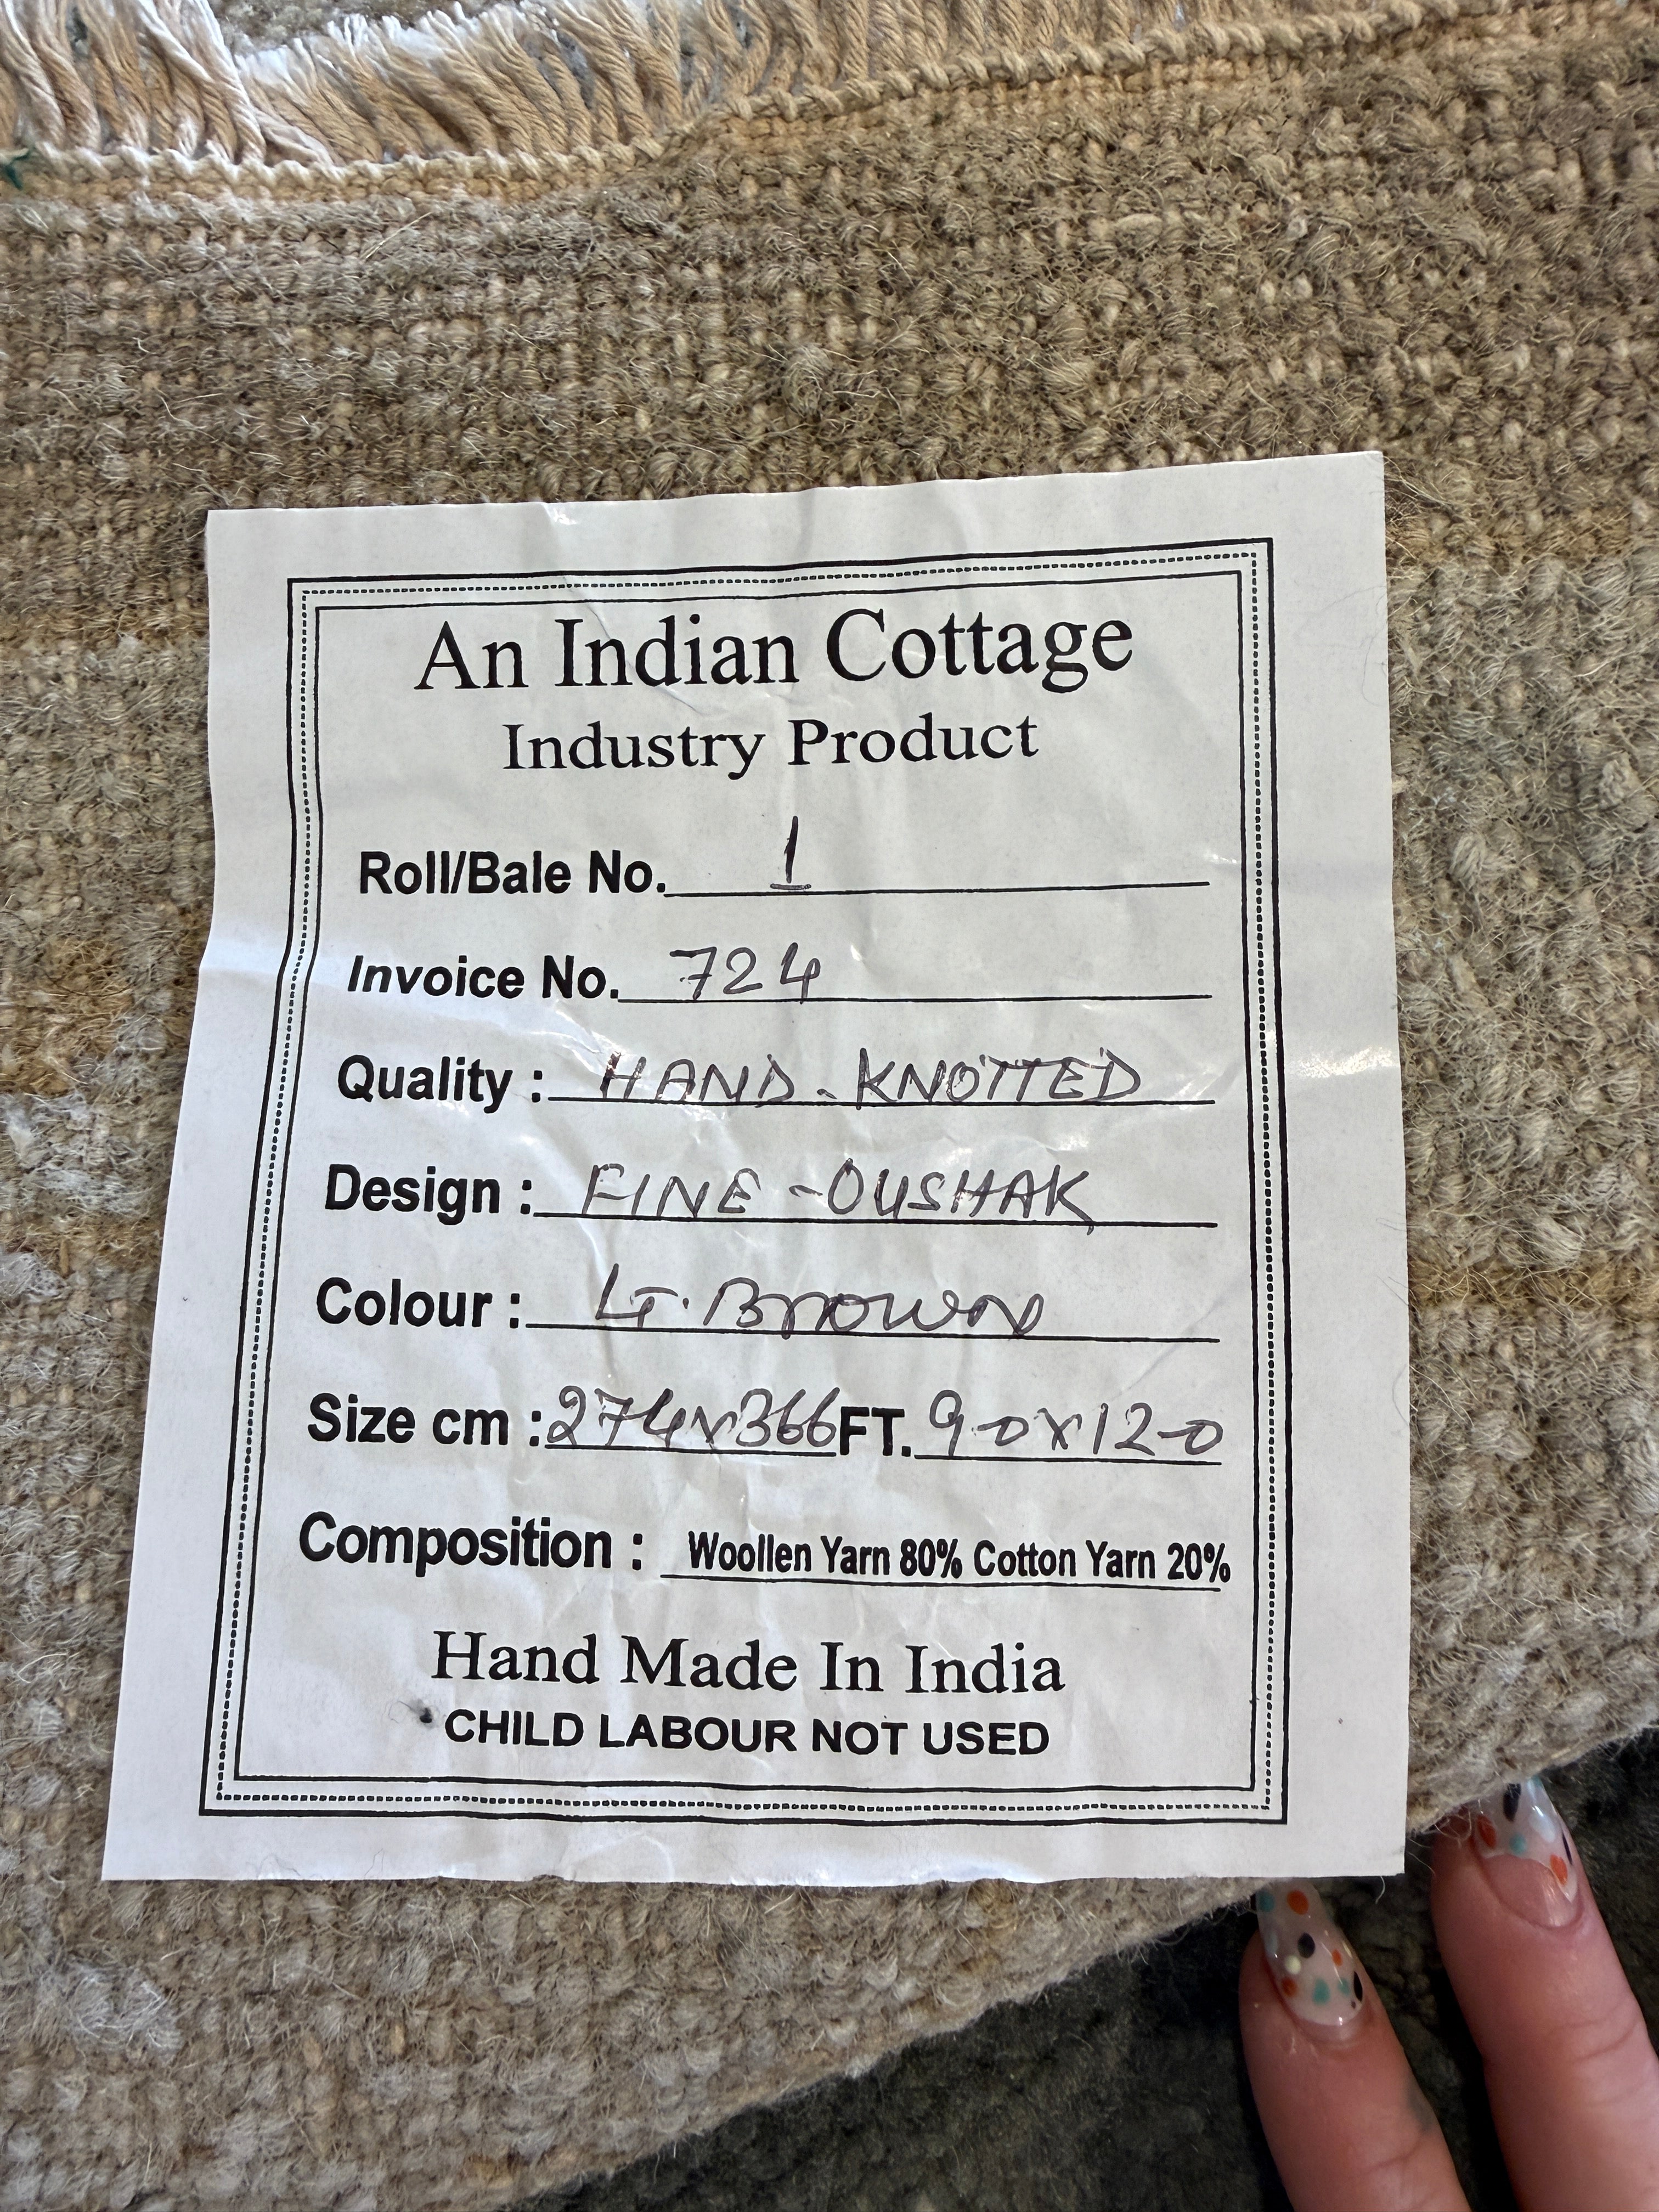 An Indian Cottage
Industry Product
Roll/Bale No. 1
Invoice No. 724
Quality : HAND-KNOTTED
Design : FINE-OUSHAK
Colour : LT. BROWN
Size cm : 274x366 FT. 9-0x12-0
Composition : Woollen Yarn 80% Cotton Yarn 20%
Hand Made In India
CHILD LABOUR NOT USED